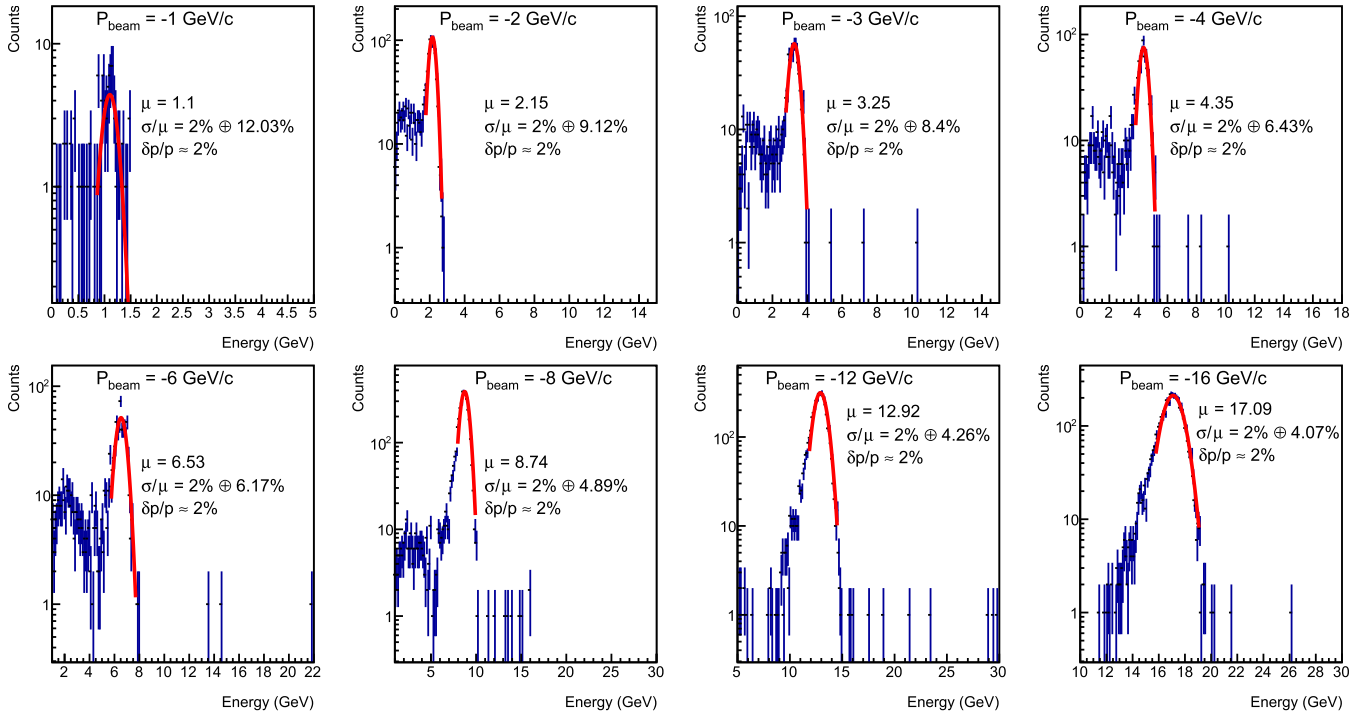 Counts
P_beam = -1 GeV/c
10
1
μ = 1.1
σ/μ = 2% ⊕ 12.03%
δp/p ≈ 2%
0 0.5 1 1.5 2 2.5 3 3.5 4 4.5 5
Energy (GeV)
Counts
P_beam = -2 GeV/c
10²
10
1
μ = 2.15
σ/μ = 2% ⊕ 9.12%
δp/p ≈ 2%
0 2 4 6 8 10 12 14
Energy (GeV)
Counts
P_beam = -3 GeV/c
10²
10
1
μ = 3.25
σ/μ = 2% ⊕ 8.4%
δp/p ≈ 2%
0 2 4 6 8 10 12 14
Energy (GeV)
Counts
P_beam = -4 GeV/c
10²
10
1
μ = 4.35
σ/μ = 2% ⊕ 6.43%
δp/p ≈ 2%
0 2 4 6 8 10 12 14 16 18
Energy (GeV)
Counts
P_beam = -6 GeV/c
10²
10
1
μ = 6.53
σ/μ = 2% ⊕ 6.17%
δp/p ≈ 2%
2 4 6 8 10 12 14 16 18 20 22
Energy (GeV)
Counts
P_beam = -8 GeV/c
10²
10
1
μ = 8.74
σ/μ = 2% ⊕ 4.89%
δp/p ≈ 2%
5 10 15 20 25 30
Energy (GeV)
Counts
P_beam = -12 GeV/c
10²
10
1
μ = 12.92
σ/μ = 2% ⊕ 4.26%
δp/p ≈ 2%
5 10 15 20 25 30
Energy (GeV)
Counts
P_beam = -16 GeV/c
10²
10
1
μ = 17.09
σ/μ = 2% ⊕ 4.07%
δp/p ≈ 2%
10 12 14 16 18 20 22 24 26 28 30
Energy (GeV)